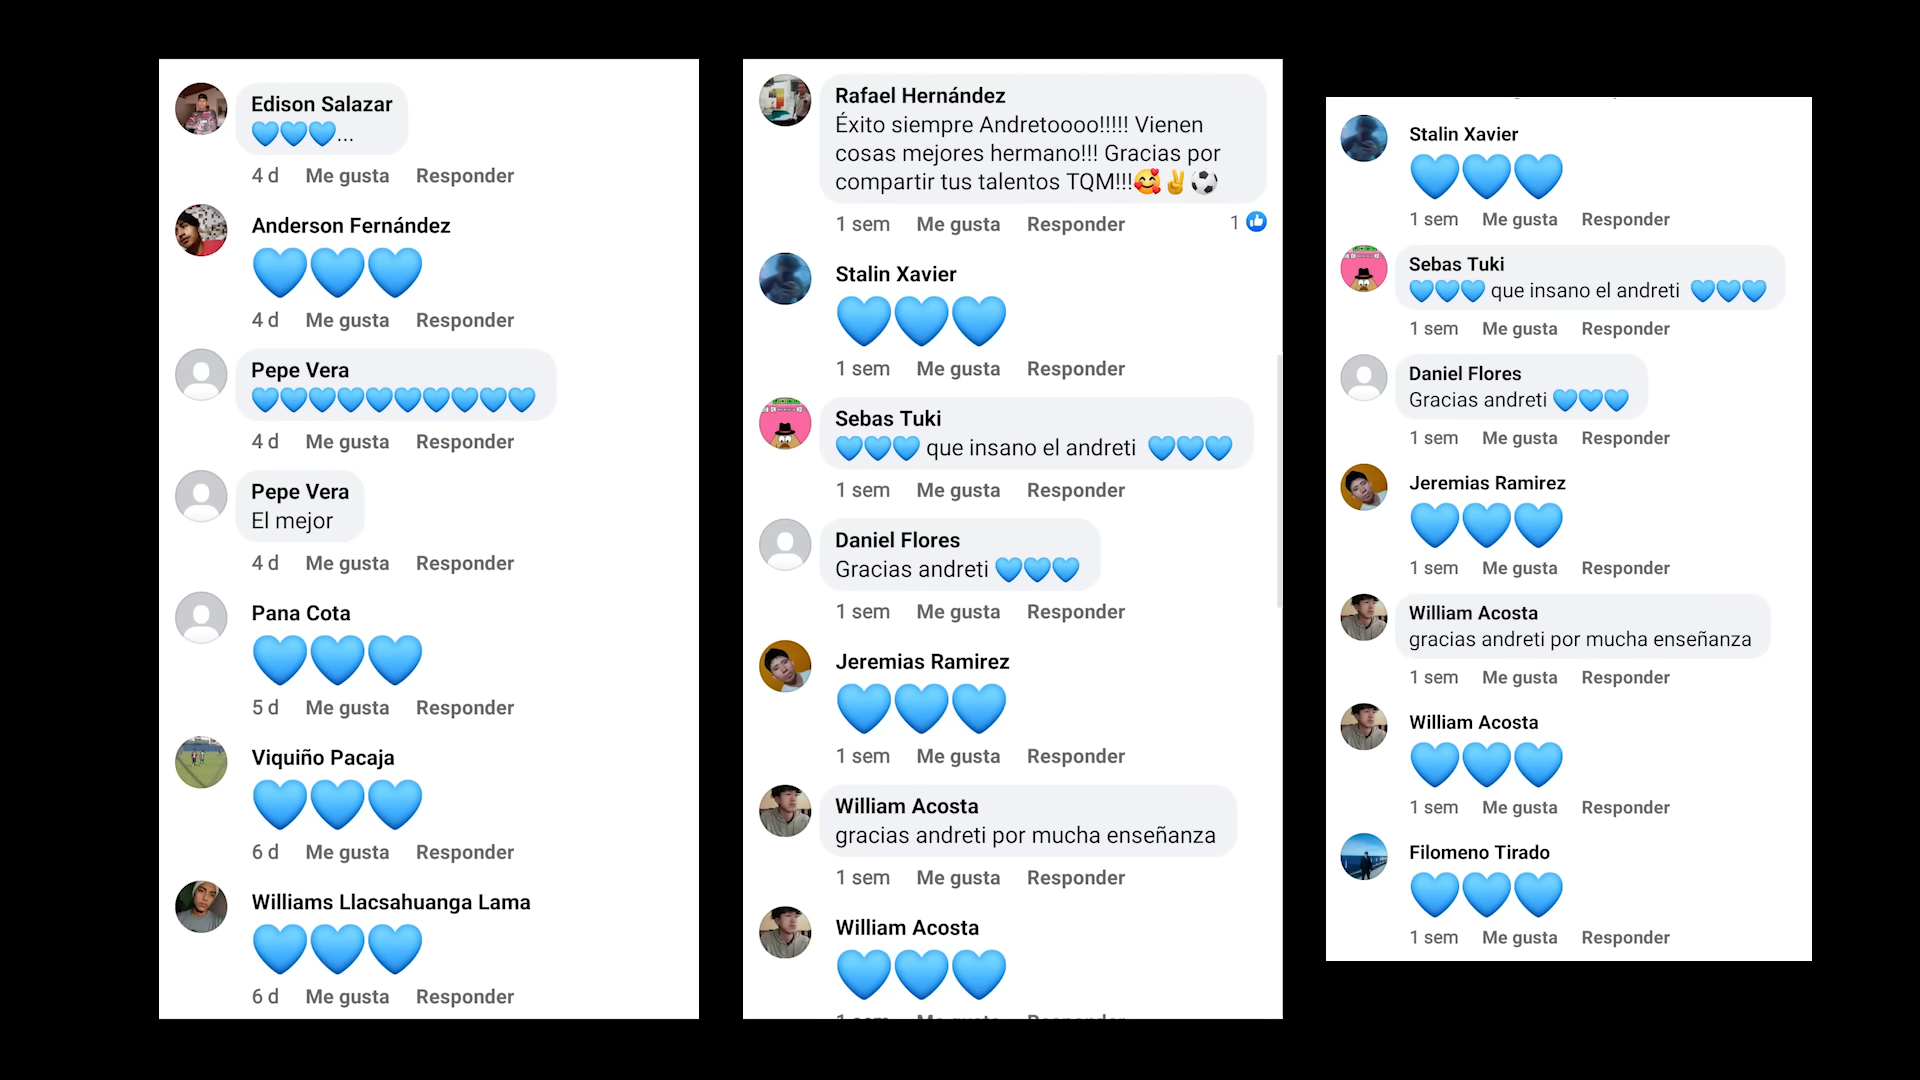 Edison Salazar
💙💙💙...
4 d Me gusta Responder
Anderson Fernández
💙💙💙
4 d Me gusta Responder
Pepe Vera
💙💙💙💙💙💙💙💙💙💙
4 d Me gusta Responder
Pepe Vera
El mejor
4 d Me gusta Responder
Pana Cota
💙💙💙
5 d Me gusta Responder
Viquiño Pacaja
💙💙💙
6 d Me gusta Responder
Williams Llacsahuanga Lama
💙💙💙
6 d Me gusta Responder
Rafael Hernández
Éxito siempre Andretoooo!!!!! Vienen
cosas mejores hermano!!! Gracias por
compartir tus talentos TQM!!!🥰✌️⚽
1 sem Me gusta Responder 1
Stalin Xavier
💙💙💙
1 sem Me gusta Responder
Sebas Tuki
💙💙💙 que insano el andreti 💙💙💙
1 sem Me gusta Responder
Daniel Flores
Gracias andreti 💙💙💙
1 sem Me gusta Responder
Jeremias Ramirez
💙💙💙
1 sem Me gusta Responder
William Acosta
gracias andreti por mucha enseñanza
1 sem Me gusta Responder
William Acosta
💙💙💙
1 sem Me gusta Responder
Stalin Xavier
💙💙💙
1 sem Me gusta Responder
Sebas Tuki
💙💙💙 que insano el andreti 💙💙💙
1 sem Me gusta Responder
Daniel Flores
Gracias andreti 💙💙💙
1 sem Me gusta Responder
Jeremias Ramirez
💙💙💙
1 sem Me gusta Responder
William Acosta
gracias andreti por mucha enseñanza
1 sem Me gusta Responder
William Acosta
💙💙💙
1 sem Me gusta Responder
Filomeno Tirado
💙💙💙
1 sem Me gusta Responder